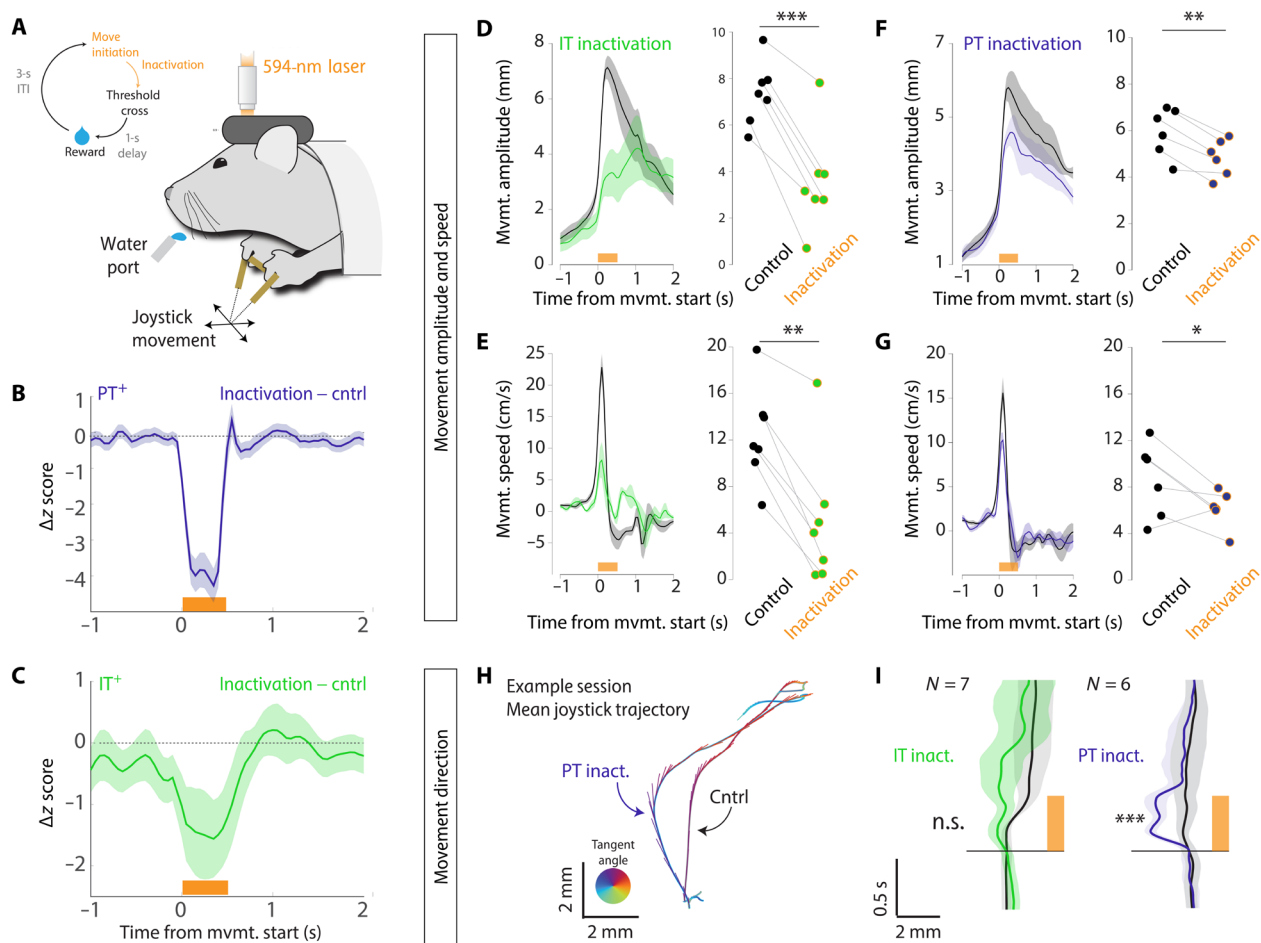 A
Move
initiation
Inactivation
3-s
ITI
Threshold
cross
1-s
delay
Reward
594-nm laser
Water
port
Joystick
movement
B
PT+
Inactivation – cntrl
Δz score
1
0
−1
−2
−3
−4
−1
0
1
2
C
IT+
Inactivation – cntrl
Δz score
1
0
−1
−2
−1
0
1
2
Time from mvmt. start (s)
Movement amplitude and speed
Movement direction
D
IT inactivation
Mvmt. amplitude (mm)
8
6
4
2
0
−1
0
1
2
Time from mvmt. start (s)
***
10
8
6
4
2
0
Control
Inactivation
E
Mvmt. speed (cm/s)
25
20
15
10
5
0
−5
−1
0
1
2
Time from mvmt. start (s)
**
20
16
12
8
4
0
Control
Inactivation
F
PT inactivation
Mvmt. amplitude (mm)
7
5
3
1
−1
0
1
2
Time from mvmt. start (s)
**
10
8
6
4
2
0
Control
Inactivation
G
Mvmt. speed (cm/s)
20
15
10
5
0
−1
0
1
2
Time from mvmt. start (s)
*
20
16
12
8
4
0
Control
Inactivation
H
Example session
Mean joystick trajectory
PT inact.
Cntrl
Tangent
angle
2 mm
2 mm
I
N = 7
IT inact.
n.s.
0.5 s
2 mm
N = 6
PT inact.
***